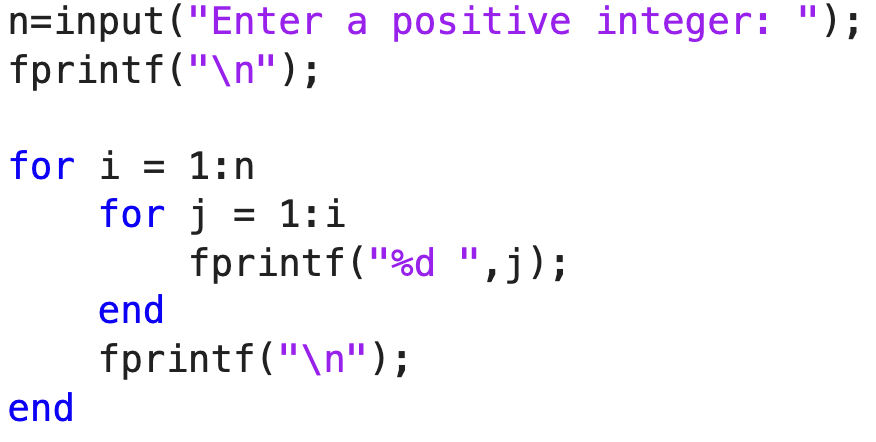 n=input("Enter a positive integer: ");
fprintf("\n");

for i = 1:n
    for j = 1:i
        fprintf("%d ",j);
    end
    fprintf("\n");
end